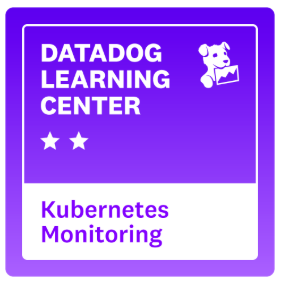 DATADOG
LEARNING
CENTER
Kubernetes
Monitoring